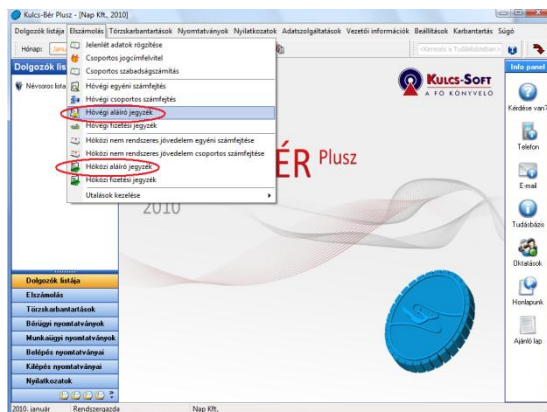 Kulcs-Bér Plusz - [Nap Kft., 2010]
Dolgozók listája Elszámolás Törzskarbantartások Nyomtatványok Nyilatkozatok Adatszolgáltatások Vezetői információk Beállítások Karbantartás Súgó
Hónap:
Jelenlét adatok rögzítése
Csoportos jogcímfelvitel
Csoportos szabadságszámítás
Hóvégi egyéni számfejtés
Hóvégi csoportos számfejtés
Hóvégi aláíró jegyzék
Hóvégi fizetési jegyzék
Hóközi nem rendszeres jövedelem egyéni számfejtése
Hóközi nem rendszeres jövedelem csoportos számfejtése
Hóközi aláíró jegyzék
Hóközi fizetési jegyzék
Utalások kezelése
Dolgozók lis
Névsoros lista
KULCS-SOFT
A FŐ KÖNYVELŐ
ÉR Plusz
2010
Info panel
Kérdése van?
Telefon
E-mail
Tudásbázis
Oktatások
Honlapunk
Ajánló lap
Dolgozók listája
Elszámolás
Törzskarbantartások
Bérügyi nyomtatványok
Munkaügyi nyomtatványok
Belépés nyomtatványai
Kilépés nyomtatványai
Nyilatkozatok
2010. január Rendszergazda Nap Kft.